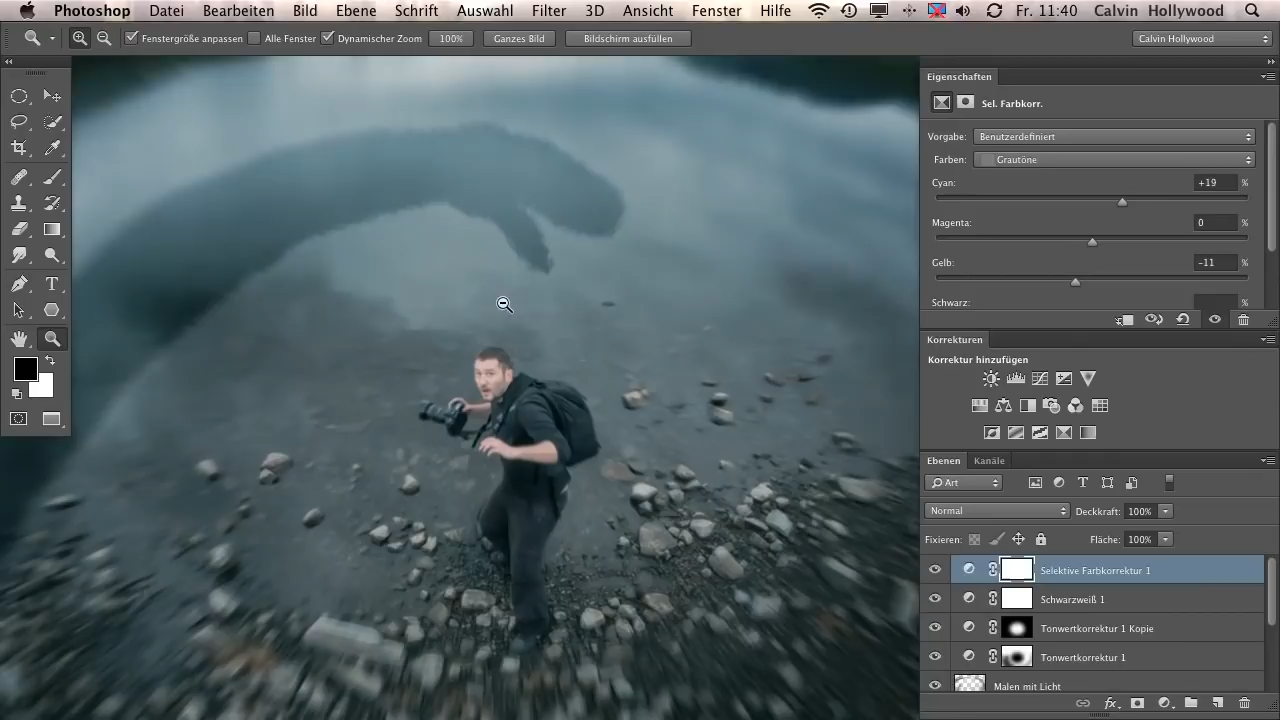 Photoshop Datei Bearbeiten Bild Ebene Schrift Auswahl Filter 3D Ansicht Fenster Hilfe Fr. 11:40 Calvin Hollywood
Fenstergröße anpassen Alle Fenster Dynamischer Zoom 100% Ganzes Bild Bildschirm ausfüllen Calvin Hollywood
Eigenschaften
Sel. Farbkorr.
Vorgabe: Benutzerdefiniert
Farben: Grautöne
Cyan: +19 %
Magenta: 0 %
Gelb: -11 %
Schwarz: %
Korrekturen
Korrektur hinzufügen
Ebenen Kanäle
Art
Normal Deckkraft: 100%
Fixieren: Fläche: 100%
Selektive Farbkorrektur 1
Schwarzweiß 1
Tonwertkorrektur 1 Kopie
Tonwertkorrektur 1
Malen mit Licht